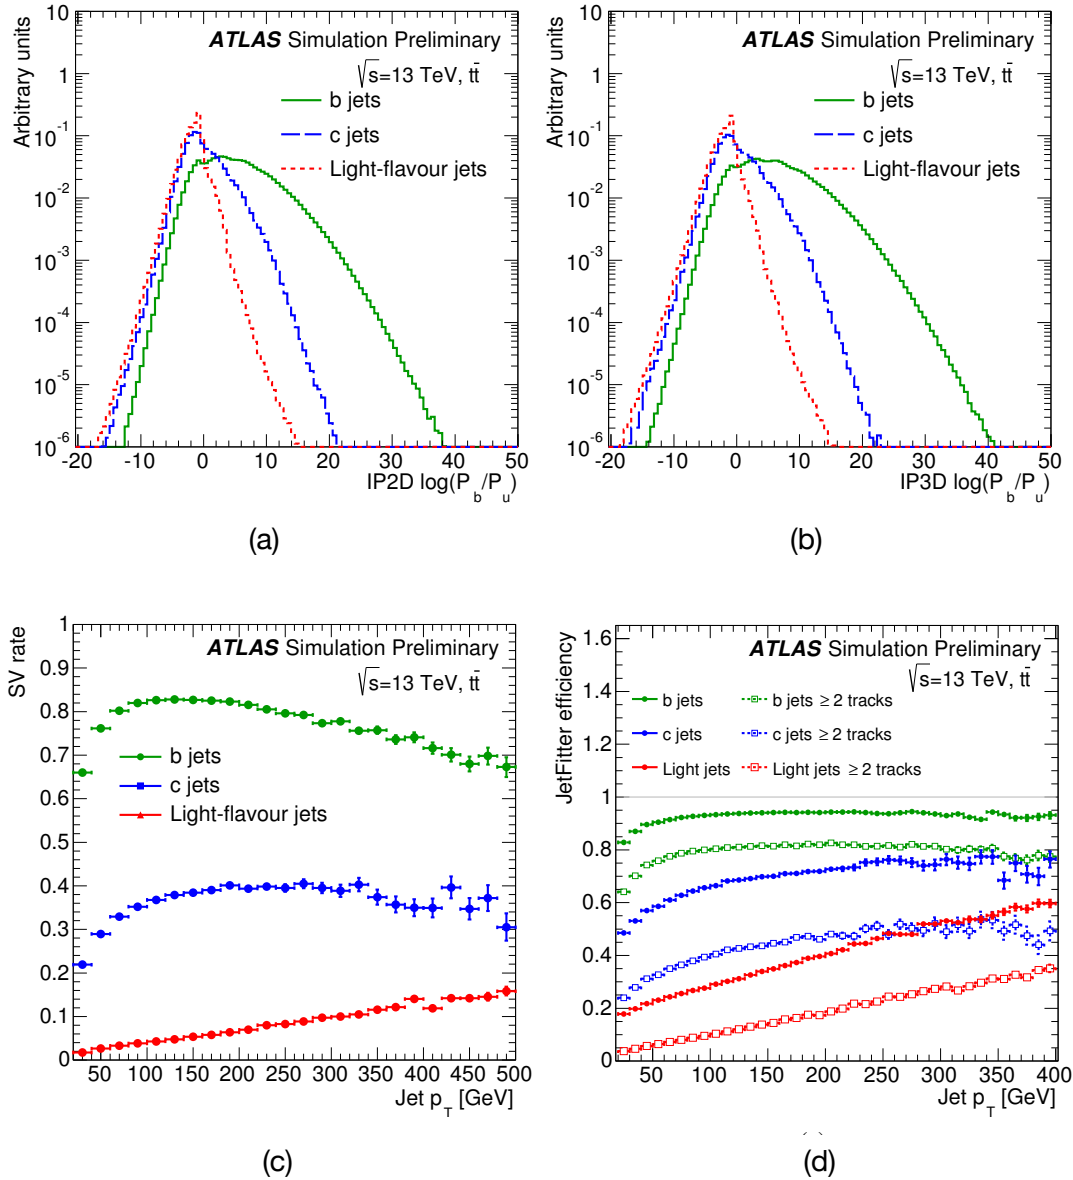 Arbitrary units
10
1
10^-1
10^-2
10^-3
10^-4
10^-5
10^-6
ATLAS Simulation Preliminary
√s=13 TeV, tt̄
b jets
c jets
Light-flavour jets
-20 -10 0 10 20 30 40 50
IP2D log(P_b/P_u)
(a)
Arbitrary units
10
1
10^-1
10^-2
10^-3
10^-4
10^-5
10^-6
ATLAS Simulation Preliminary
√s=13 TeV, tt̄
b jets
c jets
Light-flavour jets
-20 -10 0 10 20 30 40 50
IP3D log(P_b/P_u)
(b)
SV rate
1
0.9
0.8
0.7
0.6
0.5
0.4
0.3
0.2
0.1
0
ATLAS Simulation Preliminary
√s=13 TeV, tt̄
b jets
c jets
Light-flavour jets
50 100 150 200 250 300 350 400 450 500
Jet p_T [GeV]
(c)
JetFitter efficiency
1.6
1.4
1.2
1
0.8
0.6
0.4
0.2
0
ATLAS Simulation Preliminary
√s=13 TeV, tt̄
b jets b jets ≥ 2 tracks
c jets c jets ≥ 2 tracks
Light jets Light jets ≥ 2 tracks
50 100 150 200 250 300 350 400
Jet p_T [GeV]
(d)